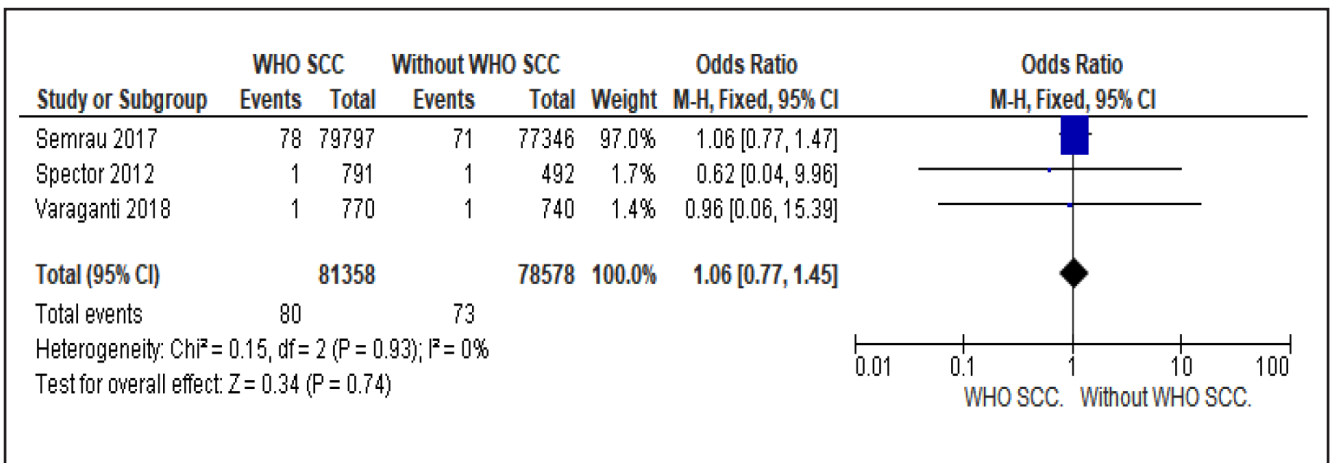 WHO SCC Without WHO SCC Odds Ratio Odds Ratio
Study or Subgroup Events Total Events Total Weight M-H, Fixed, 95% CI M-H, Fixed, 95% CI
Semrau 2017 78 79797 71 77346 97.0% 1.06 [0.77, 1.47]
Spector 2012 1 791 1 492 1.7% 0.62 [0.04, 9.96]
Varaganti 2018 1 770 1 740 1.4% 0.96 [0.06, 15.39]
Total (95% CI) 81358 78578 100.0% 1.06 [0.77, 1.45]
Total events 80 73
Heterogeneity: Chi² = 0.15, df = 2 (P = 0.93); I² = 0%
Test for overall effect: Z = 0.34 (P = 0.74)
0.01 0.1 1 10 100
WHO SCC. Without WHO SCC.